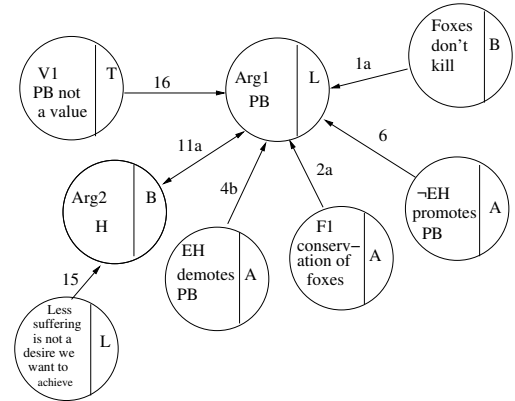 V1
PB not
a value
T
16
Arg1
PB
L
1a
Foxes
don't
kill
B
11a
6
Arg2
H
B
4b
2a
¬EH
promotes
PB
A
EH
demotes
PB
A
F1
conserv–
ation of
foxes
A
15
Less
suffering
is not a
desire we
want to
achieve
L